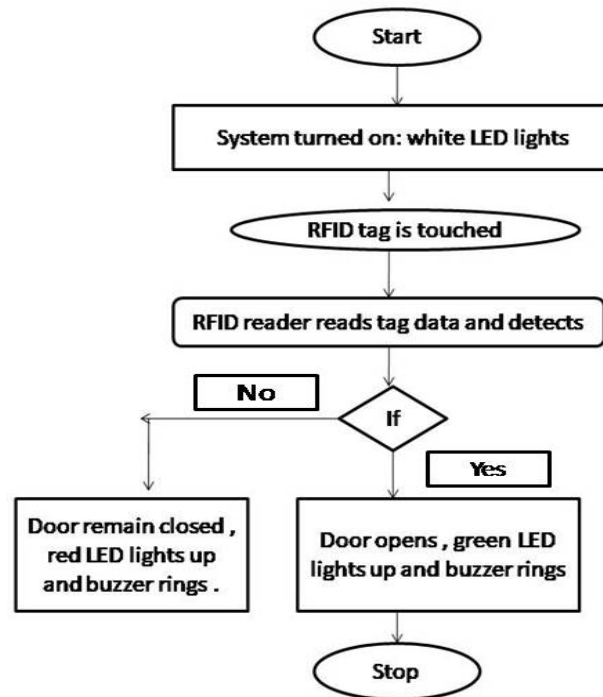 Start
System turned on: white LED lights
RFID tag is touched
RFID reader reads tag data and detects
If
No
Yes
Door remain closed ,
red LED lights up
and buzzer rings .
Door opens , green LED
lights up and buzzer rings
Stop